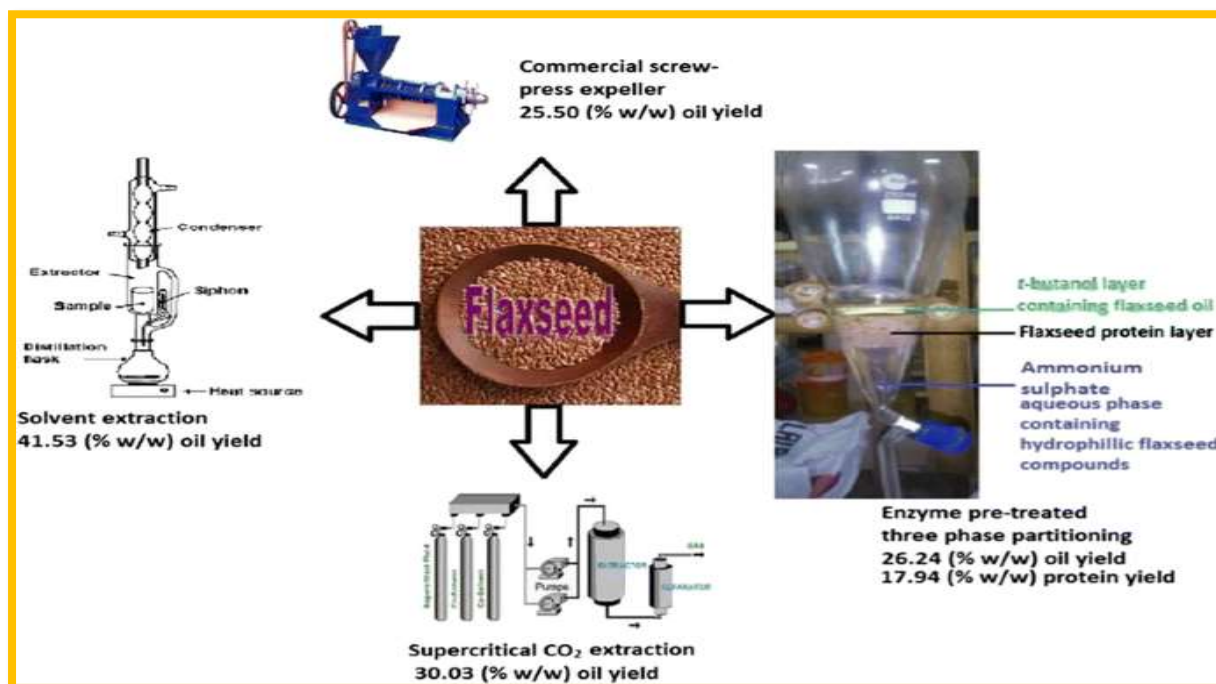 Commercial screw-
press expeller
25.50 (% w/w) oil yield
Condenser
Extractor
Sample
Siphon
Distillation
flask
Heat source
Solvent extraction
41.53 (% w/w) oil yield
Flaxseed
t-butanol layer
containing flaxseed oil
Flaxseed protein layer
Ammonium
sulphate
aqueous phase
containing
hydrophillic flaxseed
compounds
Enzyme pre-treated
three phase partitioning
26.24 (% w/w) oil yield
17.94 (% w/w) protein yield
Pumps
EXTRACTOR
Supercritical CO₂ extraction
30.03 (% w/w) oil yield